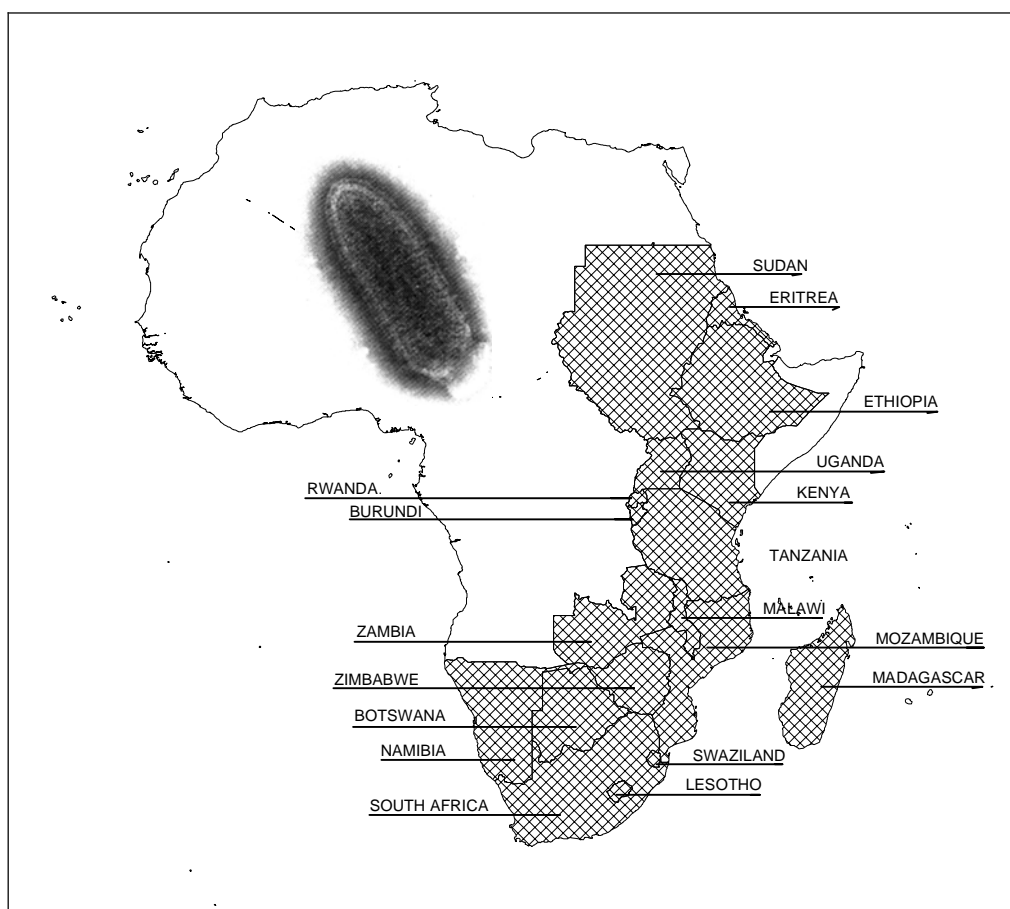 SUDAN
ERITREA
ETHIOPIA
UGANDA
RWANDA.
KENYA
BURUNDI
TANZANIA
MALAWI
ZAMBIA
MOZAMBIQUE
ZIMBABWE
MADAGASCAR
BOTSWANA
NAMIBIA
SWAZILAND
LESOTHO
SOUTH AFRICA